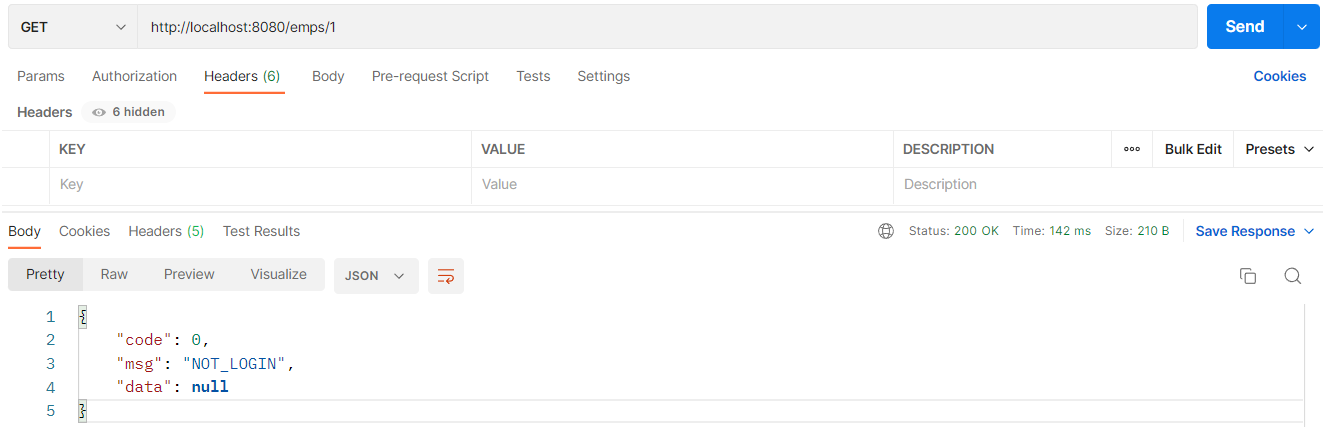 GET http://localhost:8080/emps/1 Send
Params Authorization Headers (6) Body Pre-request Script Tests Settings Cookies
Headers 6 hidden
KEY VALUE DESCRIPTION ooo Bulk Edit Presets
Key Value Description
Body Cookies Headers (5) Test Results Status: 200 OK Time: 142 ms Size: 210 B Save Response
Pretty Raw Preview Visualize JSON
1 {
2 "code": 0,
3 "msg": "NOT_LOGIN",
4 "data": null
5 }